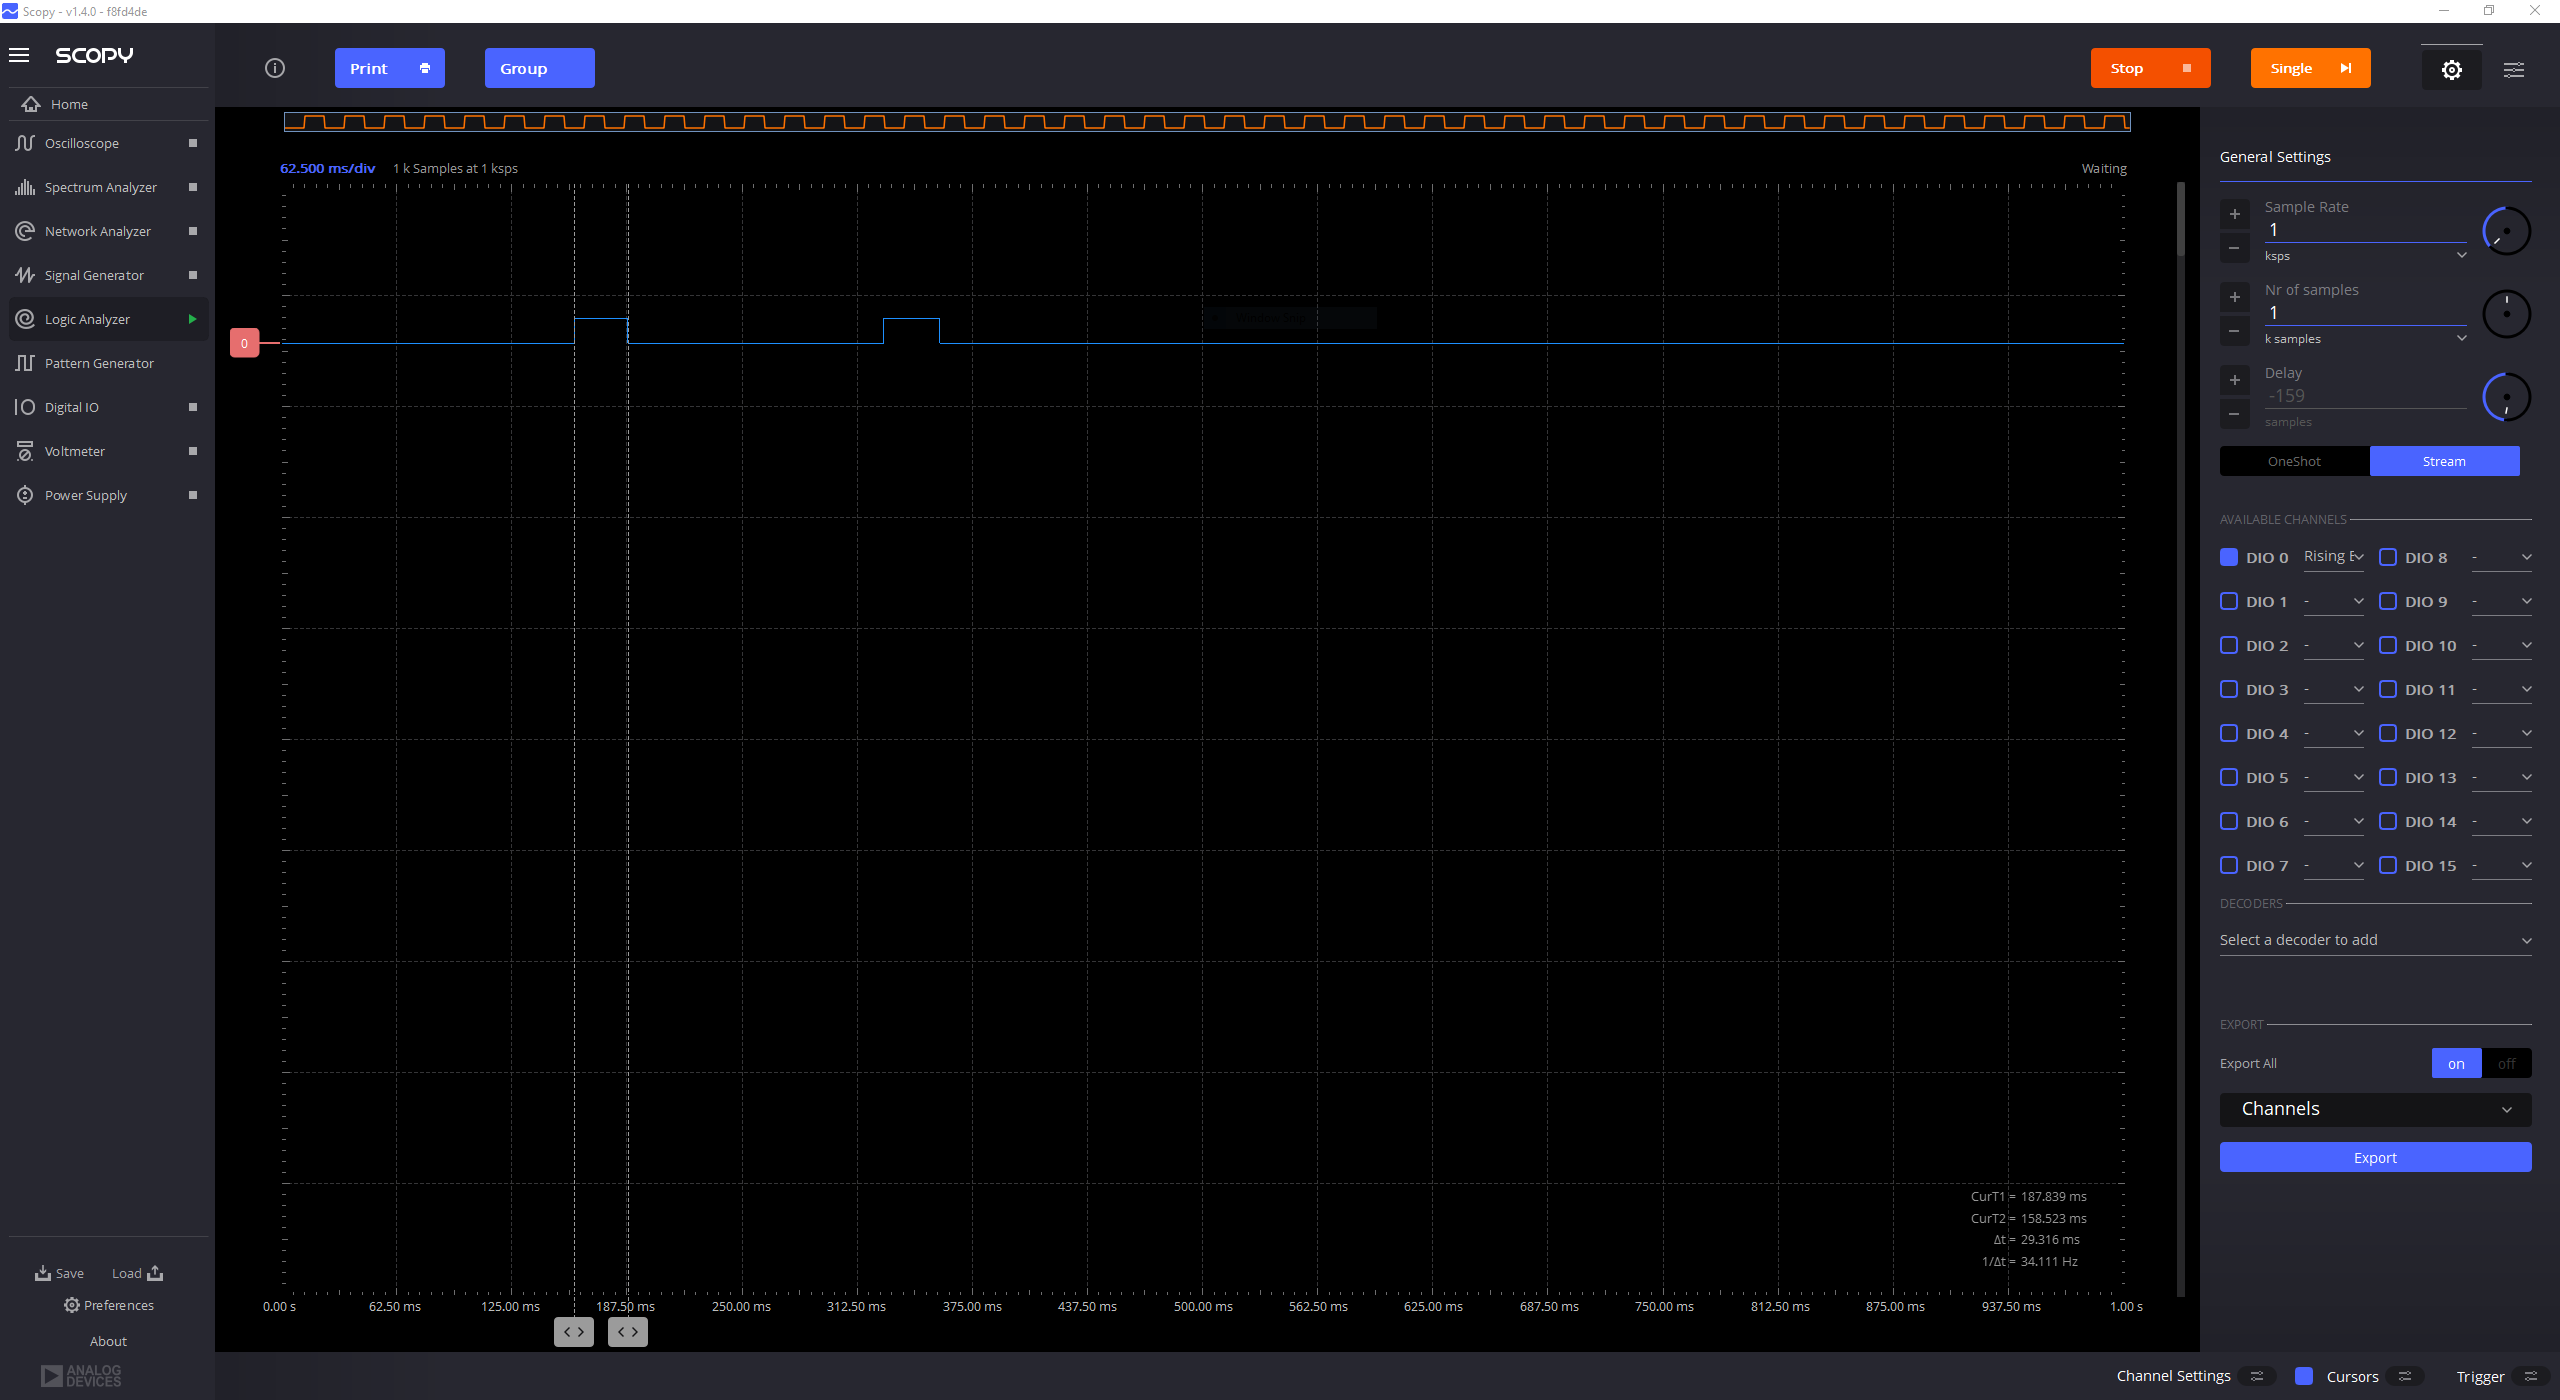 Scopy - v1.4.0 - f8fd4de
SCOPY
Home
Oscilloscope
Spectrum Analyzer
Network Analyzer
Signal Generator
Logic Analyzer
Pattern Generator
Digital IO
Voltmeter
Power Supply
Save
Load
Preferences
About
ANALOG
DEVICES
Print
Group
Stop
Single
62.500 ms/div
1 k Samples at 1 ksps
Waiting
0
CurT1 = 187.839 ms
CurT2 = 158.523 ms
Δt = 29.316 ms
1/Δt = 34.111 Hz
0.00 s
62.50 ms
125.00 ms
187.50 ms
250.00 ms
312.50 ms
375.00 ms
437.50 ms
500.00 ms
562.50 ms
625.00 ms
687.50 ms
750.00 ms
812.50 ms
875.00 ms
937.50 ms
1.00 s
General Settings
+
Sample Rate
1
-
ksps
+
Nr of samples
1
-
k samples
+
Delay
-159
-
samples
OneShot
Stream
AVAILABLE CHANNELS
DIO 0 Rising E DIO 8 -
DIO 1 - DIO 9 -
DIO 2 - DIO 10 -
DIO 3 - DIO 11 -
DIO 4 - DIO 12 -
DIO 5 - DIO 13 -
DIO 6 - DIO 14 -
DIO 7 - DIO 15 -
DECODERS
Select a decoder to add
EXPORT
Export All
on
off
Channels
Export
Channel Settings
Cursors
Trigger